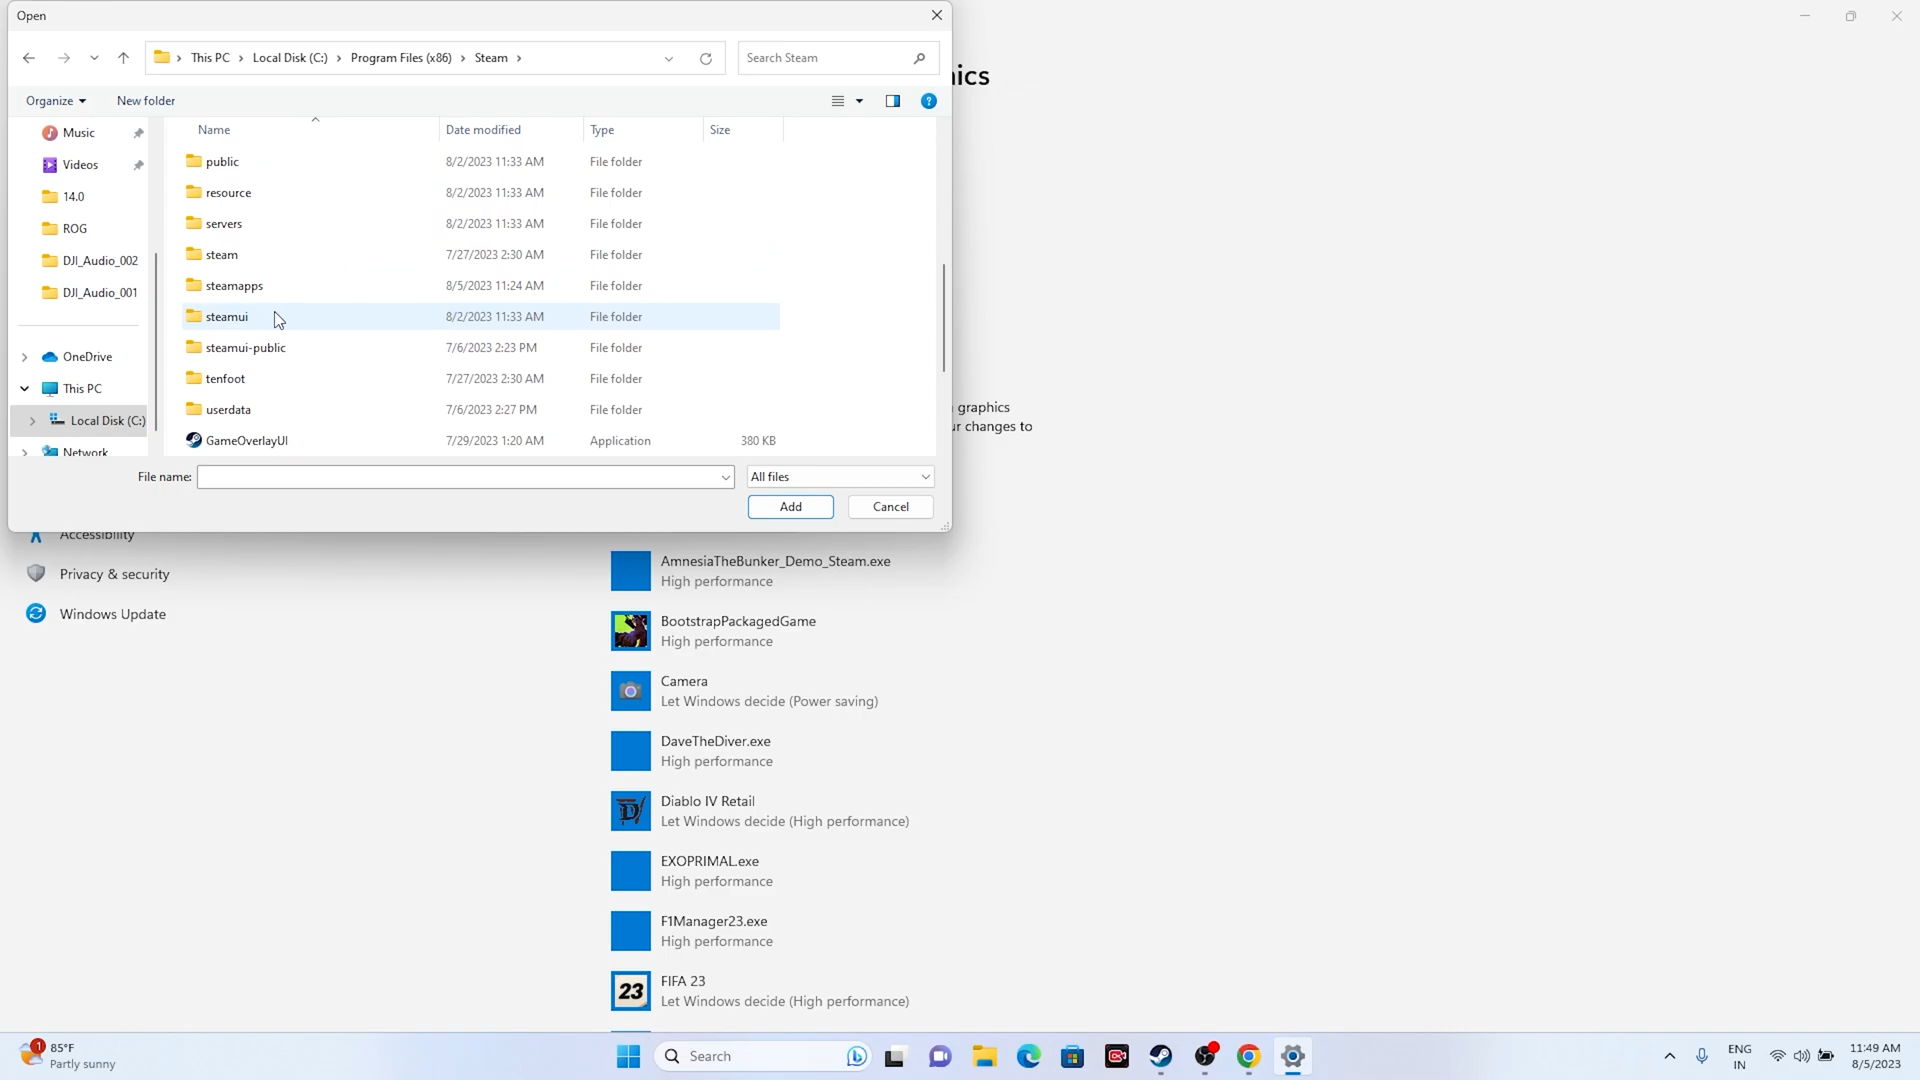 Open
This PC > Local Disk (C:) > Program Files (x86) > Steam >
Search Steam
Organize
New folder
Name
Date modified
Type
Size
Music
Videos
14.0
ROG
DJI_Audio_002
DJI_Audio_001
OneDrive
This PC
Local Disk (C:)
Network
public 8/2/2023 11:33 AM File folder
resource 8/2/2023 11:33 AM File folder
servers 8/2/2023 11:33 AM File folder
steam 7/27/2023 2:30 AM File folder
steamapps 8/5/2023 11:24 AM File folder
steamui 8/2/2023 11:33 AM File folder
steamui-public 7/6/2023 2:23 PM File folder
tenfoot 7/27/2023 2:30 AM File folder
userdata 7/6/2023 2:27 PM File folder
GameOverlayUI 7/29/2023 1:20 AM Application 380 KB
File name:
All files
Add
Cancel
graphics
changes to
Accessibility
Privacy & security
Windows Update
AmnesiaTheBunker_Demo_Steam.exe
High performance
BootstrapPackagedGame
High performance
Camera
Let Windows decide (Power saving)
DaveTheDiver.exe
High performance
Diablo IV Retail
Let Windows decide (High performance)
EXOPRIMAL.exe
High performance
F1Manager23.exe
High performance
23
FIFA 23
Let Windows decide (High performance)
1
85°F
Partly sunny
Search
ENG
IN
11:49 AM
8/5/2023